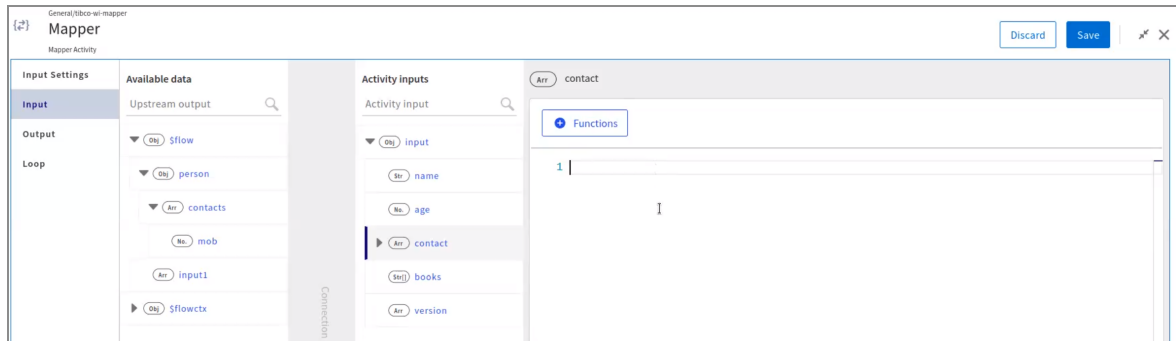 General/tibco-wi-mapper
Mapper
Mapper Activity
Discard
Save
Input Settings
Input
Output
Loop
Available data
Upstream output
Obj $flow
Obj person
Arr contacts
No. mob
Arr input1
Obj $flowctx
Connection
Activity inputs
Activity input
Obj input
Str name
No. age
Arr contact
Str[] books
Arr version
Arr contact
Functions
1